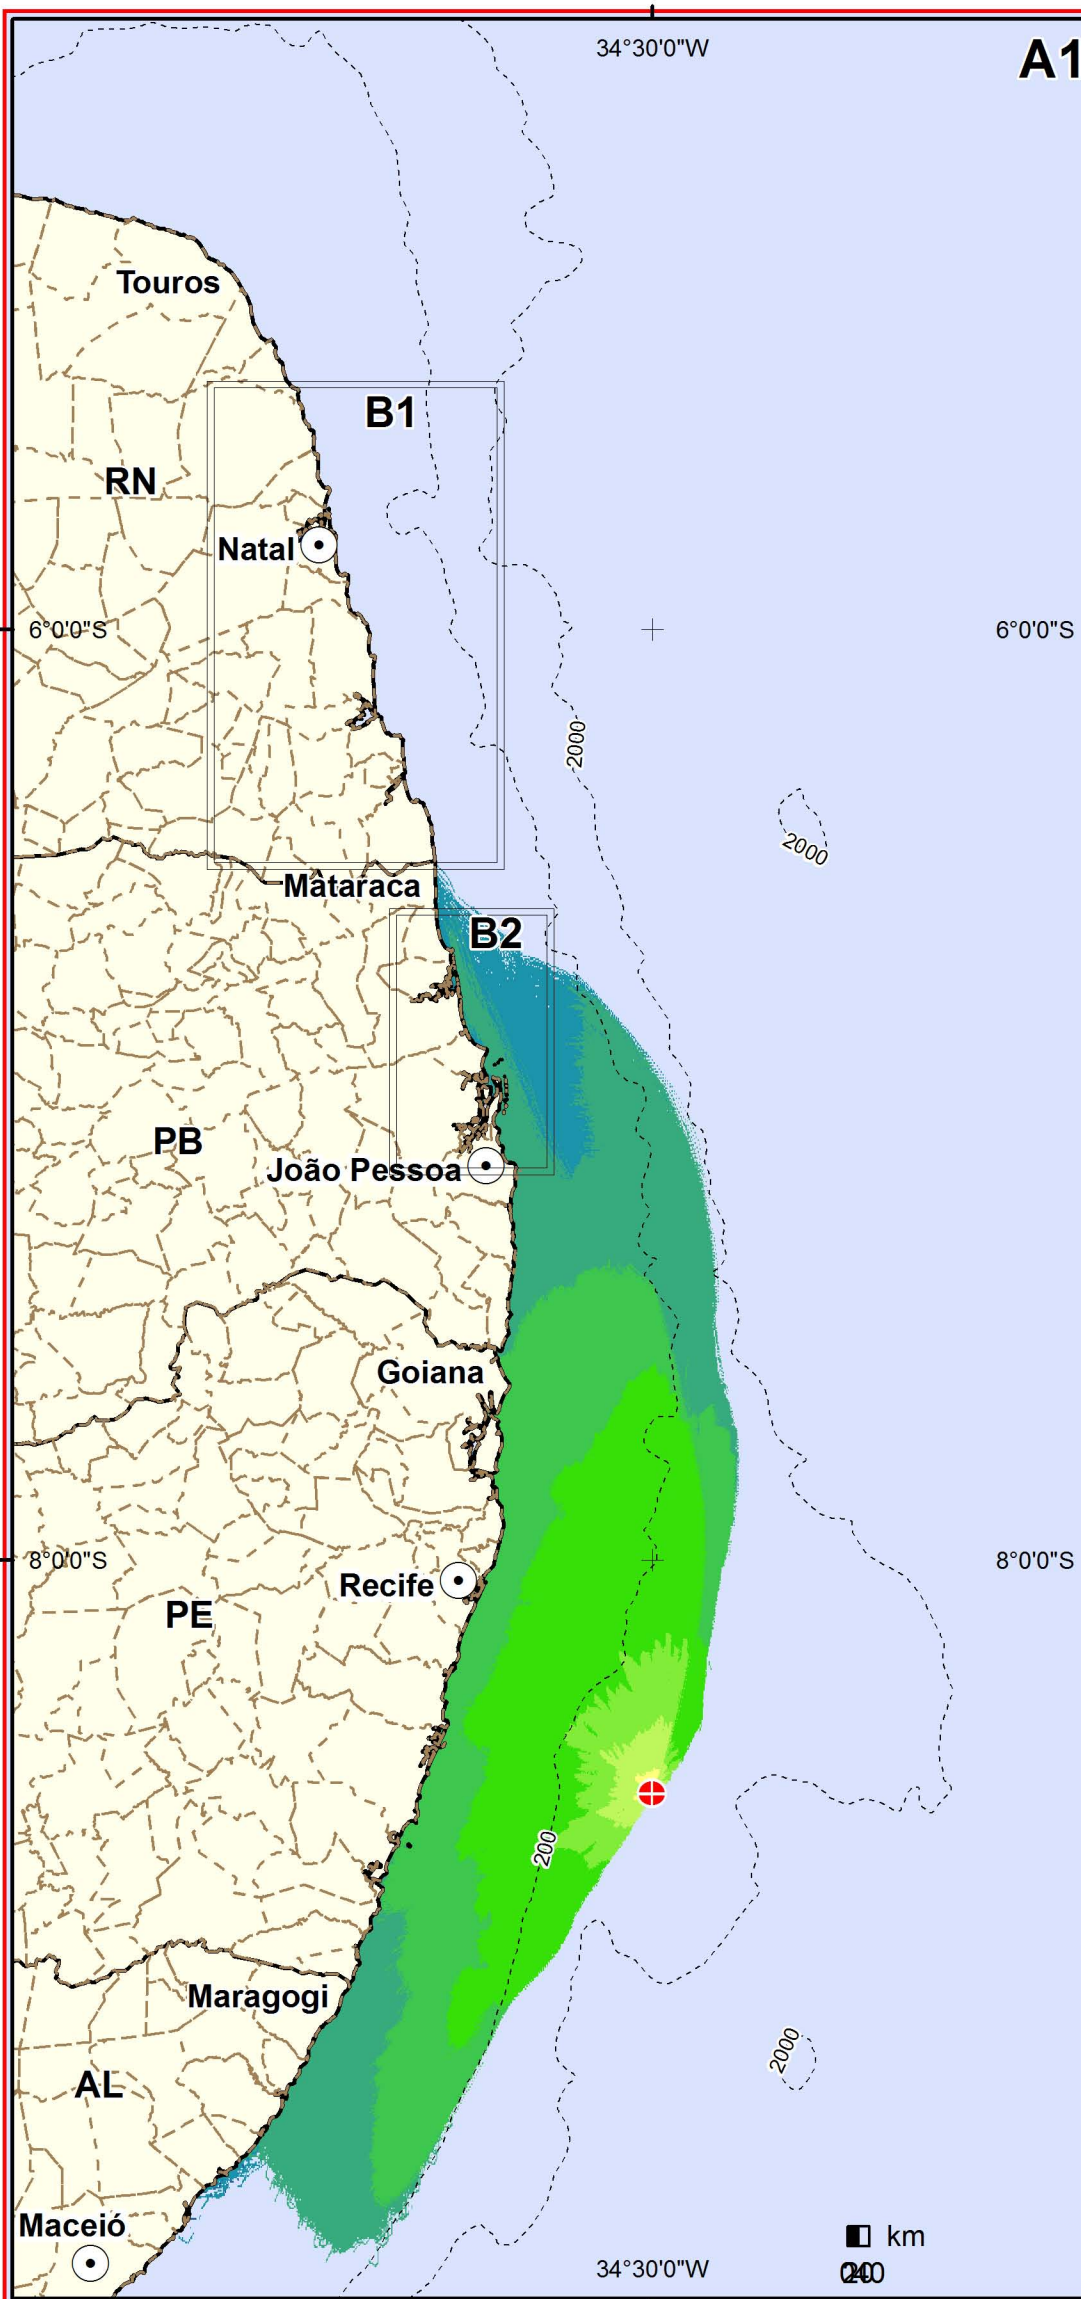 34°30'0"W
A1
Touros
B1
RN
Natal
6°0'0"S
6°0'0"S
2000
2000
Mataraca
B2
PB
João Pessoa
Goiana
8°0'0"S
8°0'0"S
Recife
PE
200
Maragogi
2000
AL
Maceió
km
34°30'0"W